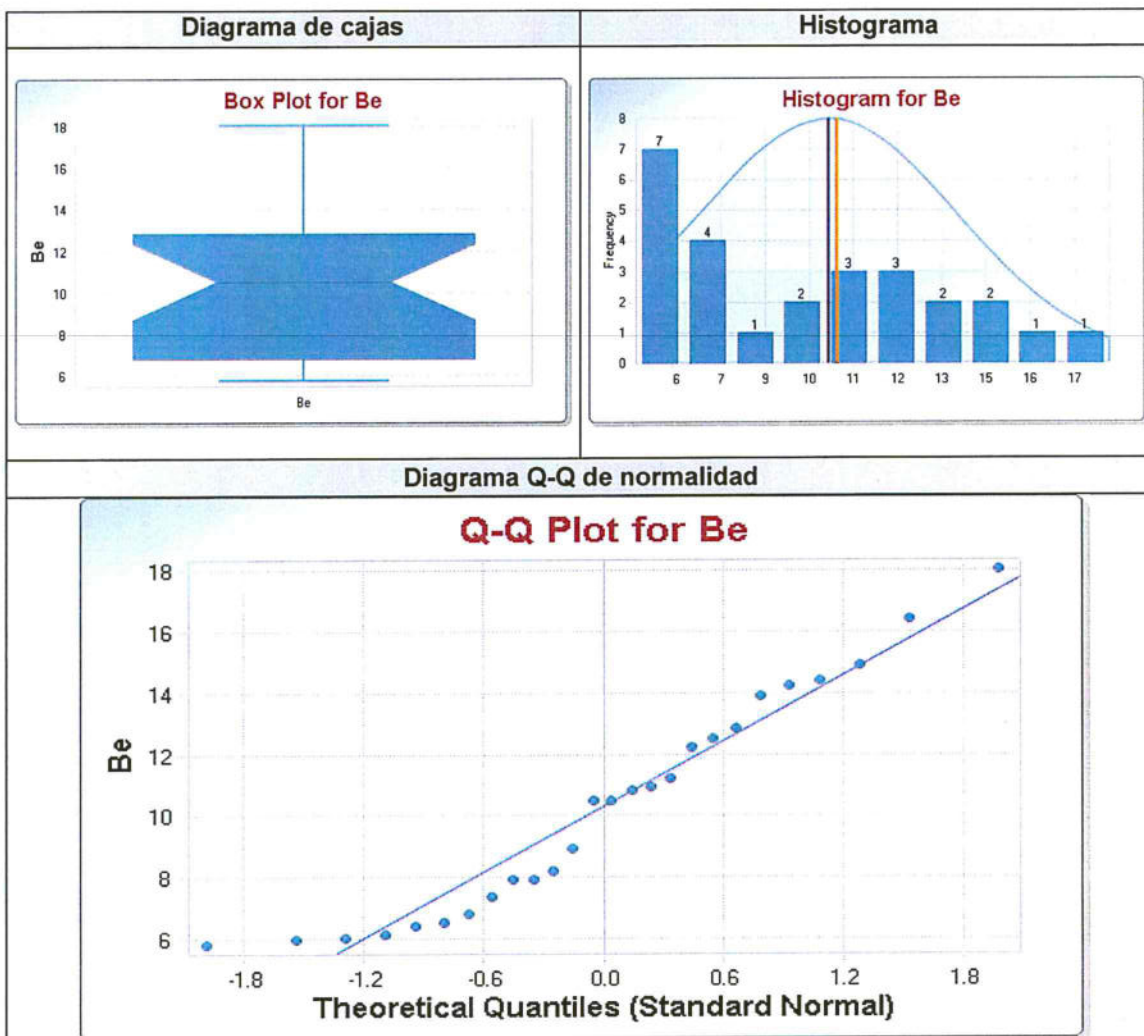 Diagrama de cajas
Histograma
Box Plot for Be
18
16
14
12
10
8
6
Be
Be
Histogram for Be
8
7
6
5
4
3
2
1
0
Frequency
7
4
1
2
3
3
2
2
1
1
6 7 9 10 11 12 13 15 16 17
Diagrama Q-Q de normalidad
Q-Q Plot for Be
18
16
14
12
10
8
6
Be
-1.8 -1.2 -0.6 0.0 0.6 1.2 1.8
Theoretical Quantiles (Standard Normal)